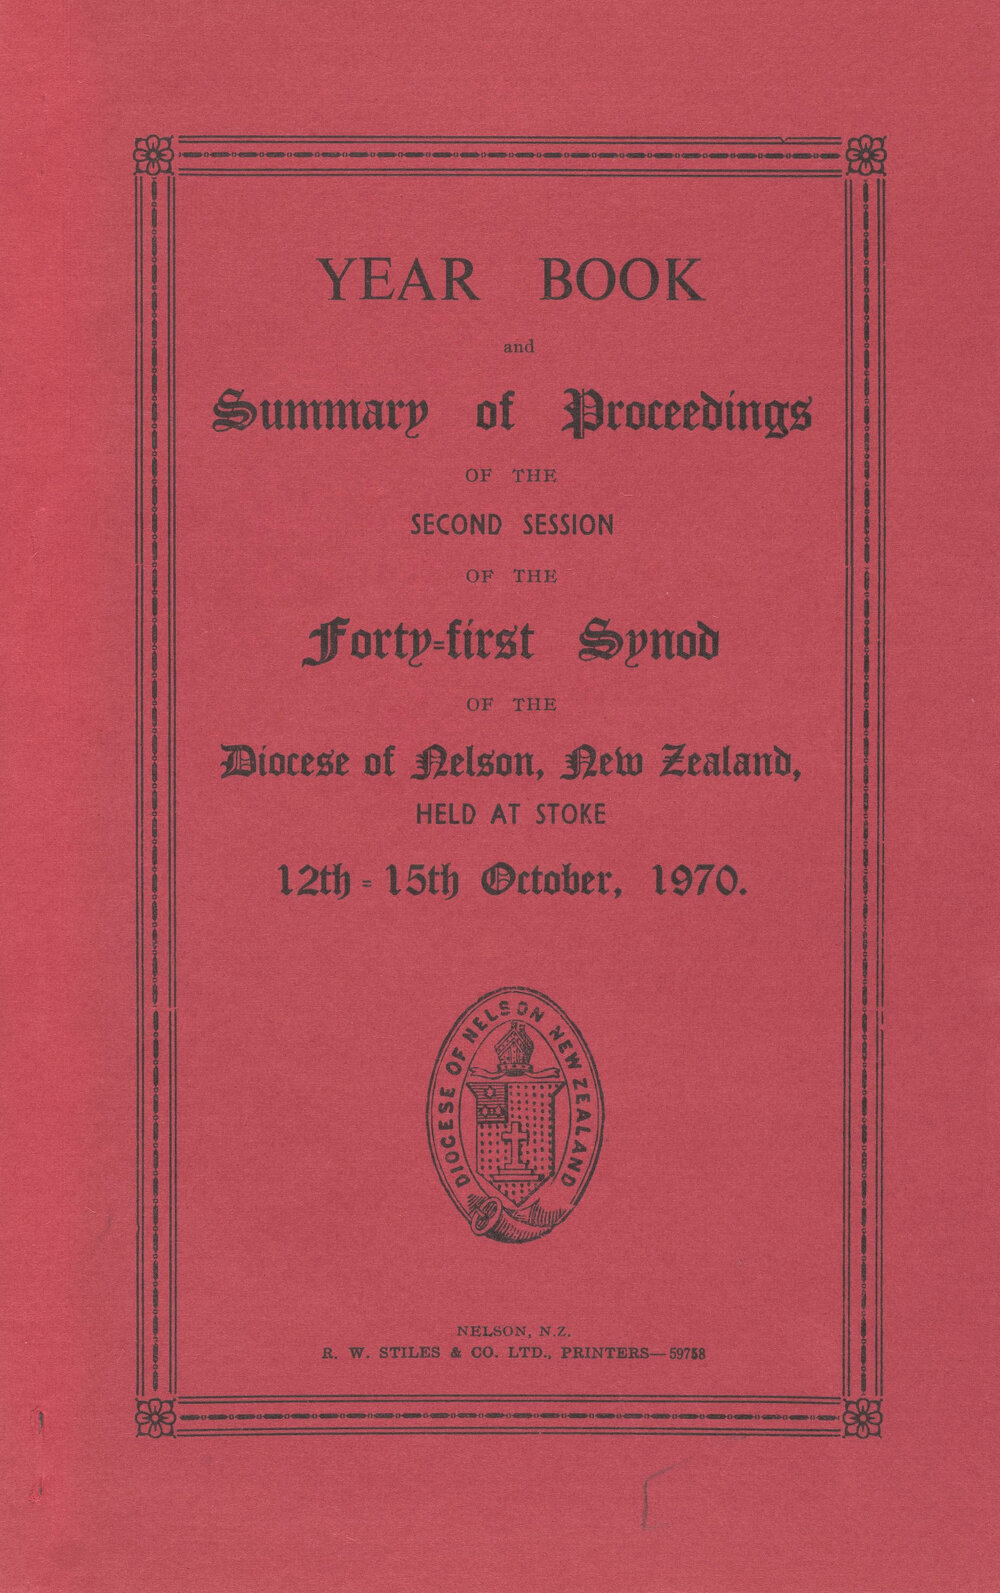 YEAR BOOK
and
Summary of Proceedings
OF THE
SECOND SESSION
OF THE
Forty=first Synod
OF THE
Diocese of Nelson, New Zealand,
HELD AT STOKE
12th = 15th October, 1970.
DIOCESE OF NELSON NEW ZEALAND
NELSON, N.Z.
R. W. STILES & CO. LTD., PRINTERS—59758